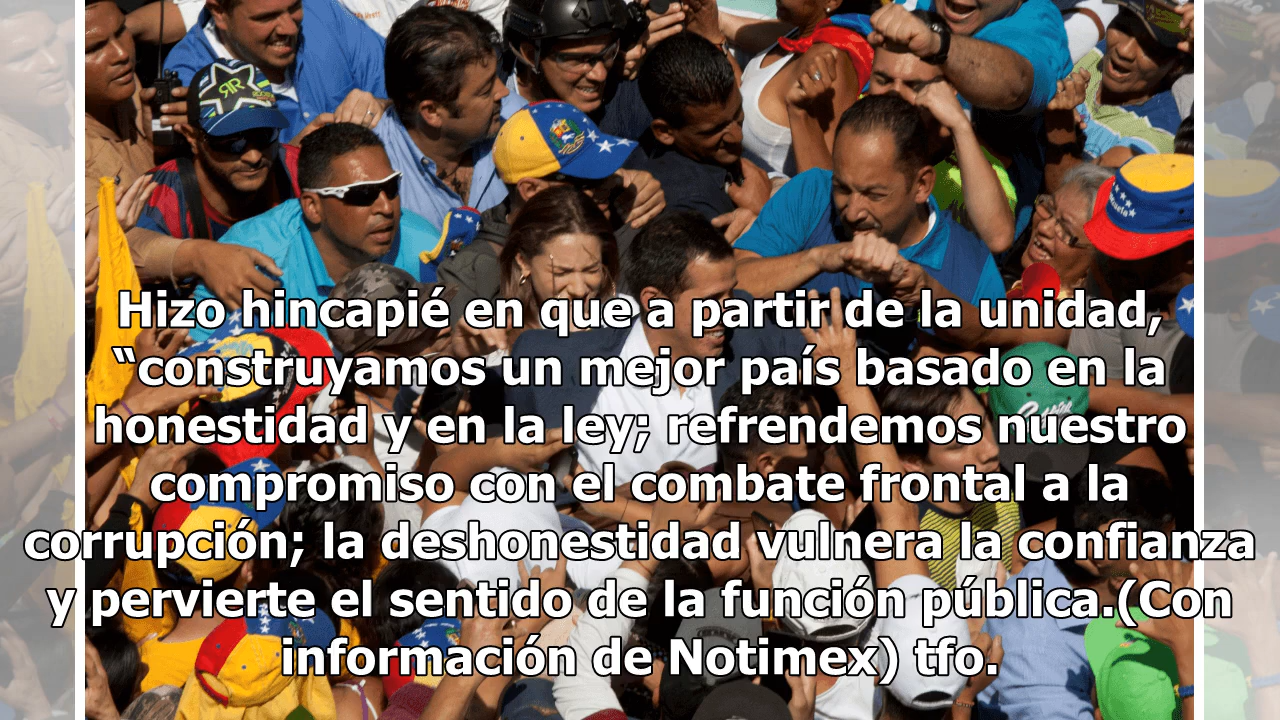 Hizo hincapié en que a partir de la unidad,
“construyamos un mejor país basado en la
honestidad y en la ley; refrendemos nuestro
compromiso con el combate frontal a la
corrupción; la deshonestidad vulnera la confianza
y pervierte el sentido de la función pública.(Con
información de Notimex) tfo.